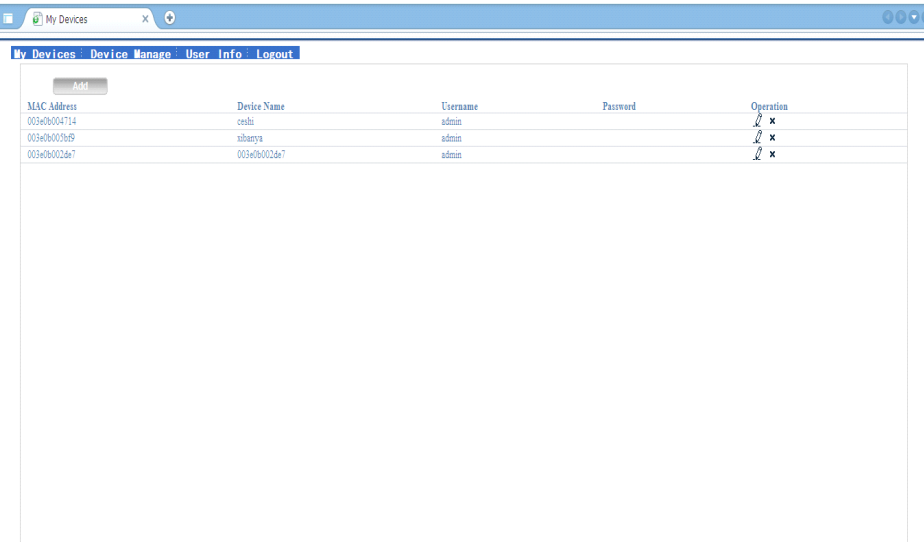 My Devices
My Devices Device Manage User Info Logout
Add
MAC Address Device Name Username Password Operation
003e0b004714 ceshi admin
003e0b005bf9 xibanya admin
003e0b002de7 003e0b002de7 admin